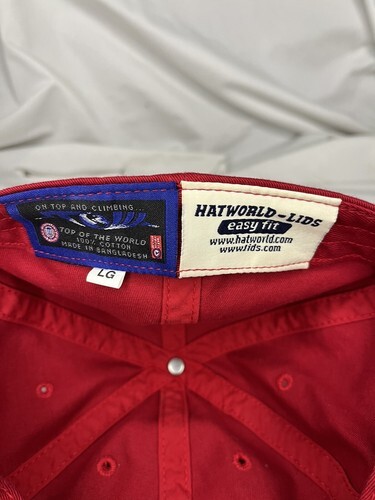 ON TOP AND CLIMBING...
TOP OF THE WORLD
100% COTTON
MADE IN BANGLADESH
LG
HATWORLD-LIDS
easy fit
www.hatworld.com
www.lids.com